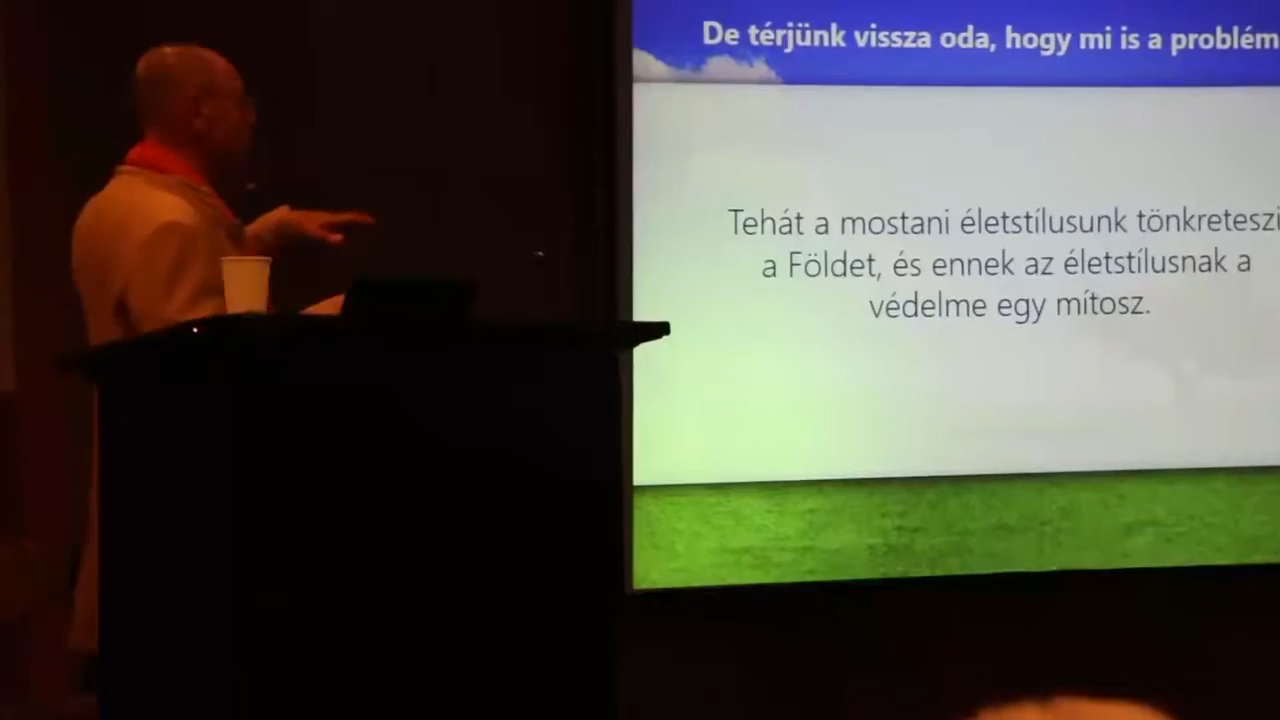 De térjünk vissza oda, hogy mi is a problém
Tehát a mostani életstílusunk tönkreteszi
a Földet, és ennek az életstílusnak a
védelme egy mítosz.